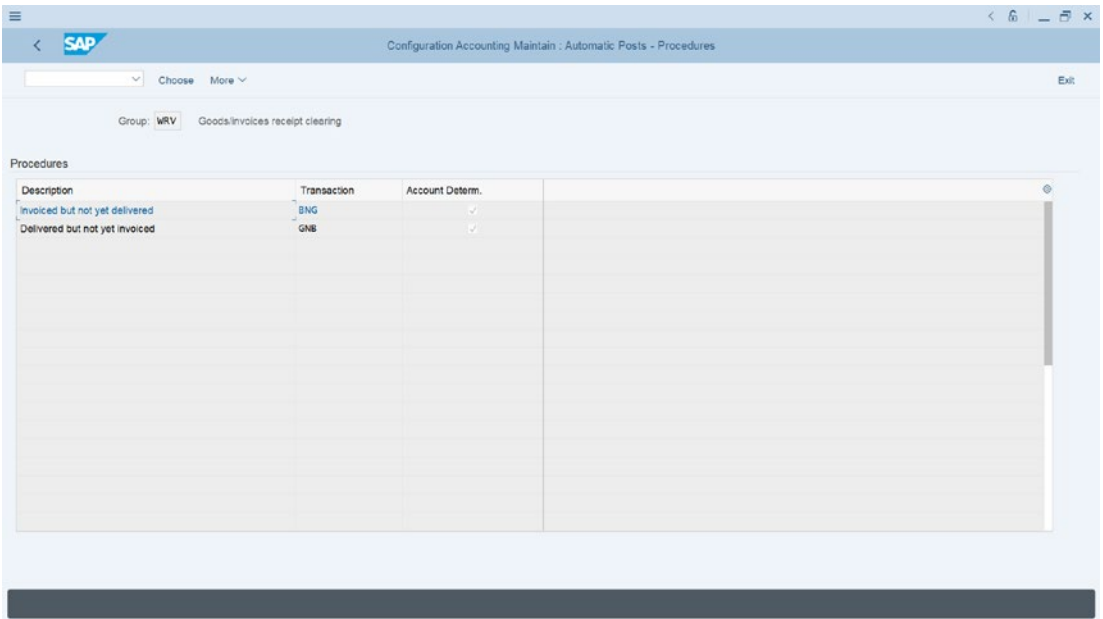 SAP
Configuration Accounting Maintain : Automatic Posts - Procedures
Choose More Exit
Group: WRV Goods/invoices receipt clearing
Procedures
Description Transaction Account Determ.
Invoiced but not yet delivered BNG
Delivered but not yet invoiced GNB